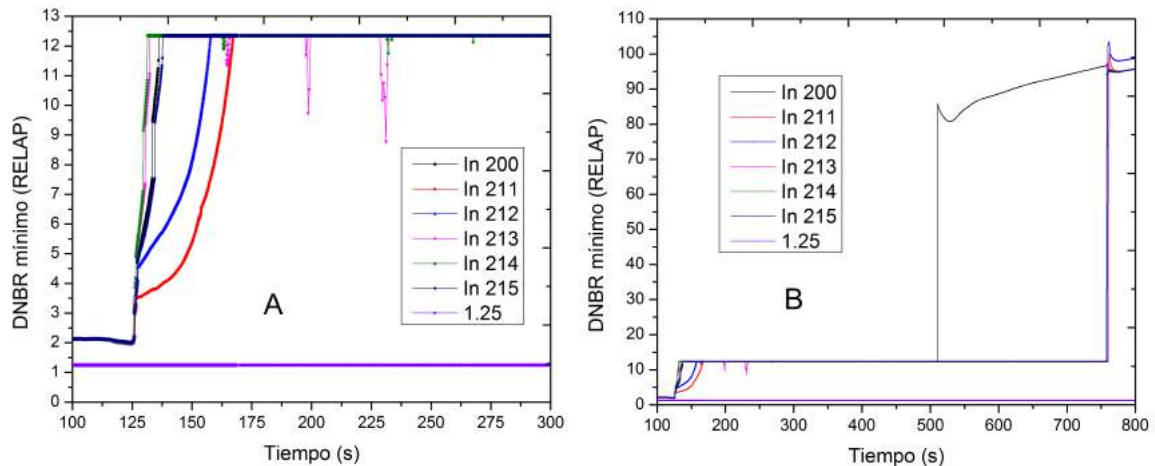 DNBR mínimo (RELAP)
13
12
11
10
9
8
7
6
5
4
3
2
1
0
In 200
In 211
In 212
In 213
In 214
In 215
1.25
A
100
125
150
175
200
225
250
275
300
Tiempo (s)
DNBR mínimo (RELAP)
110
100
90
80
70
60
50
40
30
20
10
0
In 200
In 211
In 212
In 213
In 214
In 215
1.25
B
100
200
300
400
500
600
700
800
Tiempo (s)